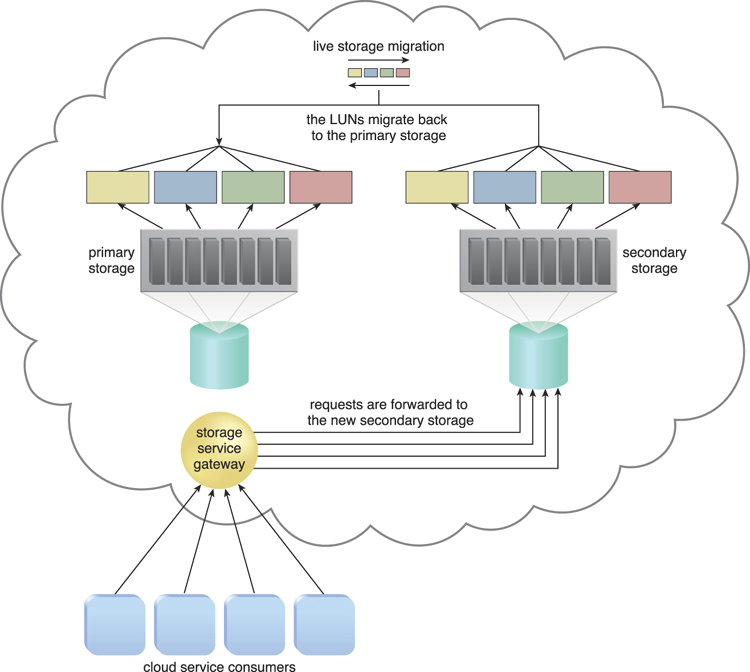 live storage migration
the LUNs migrate back
to the primary storage
primary
storage
secondary
storage
requests are forwarded to
the new secondary storage
storage
service
gateway
cloud service consumers